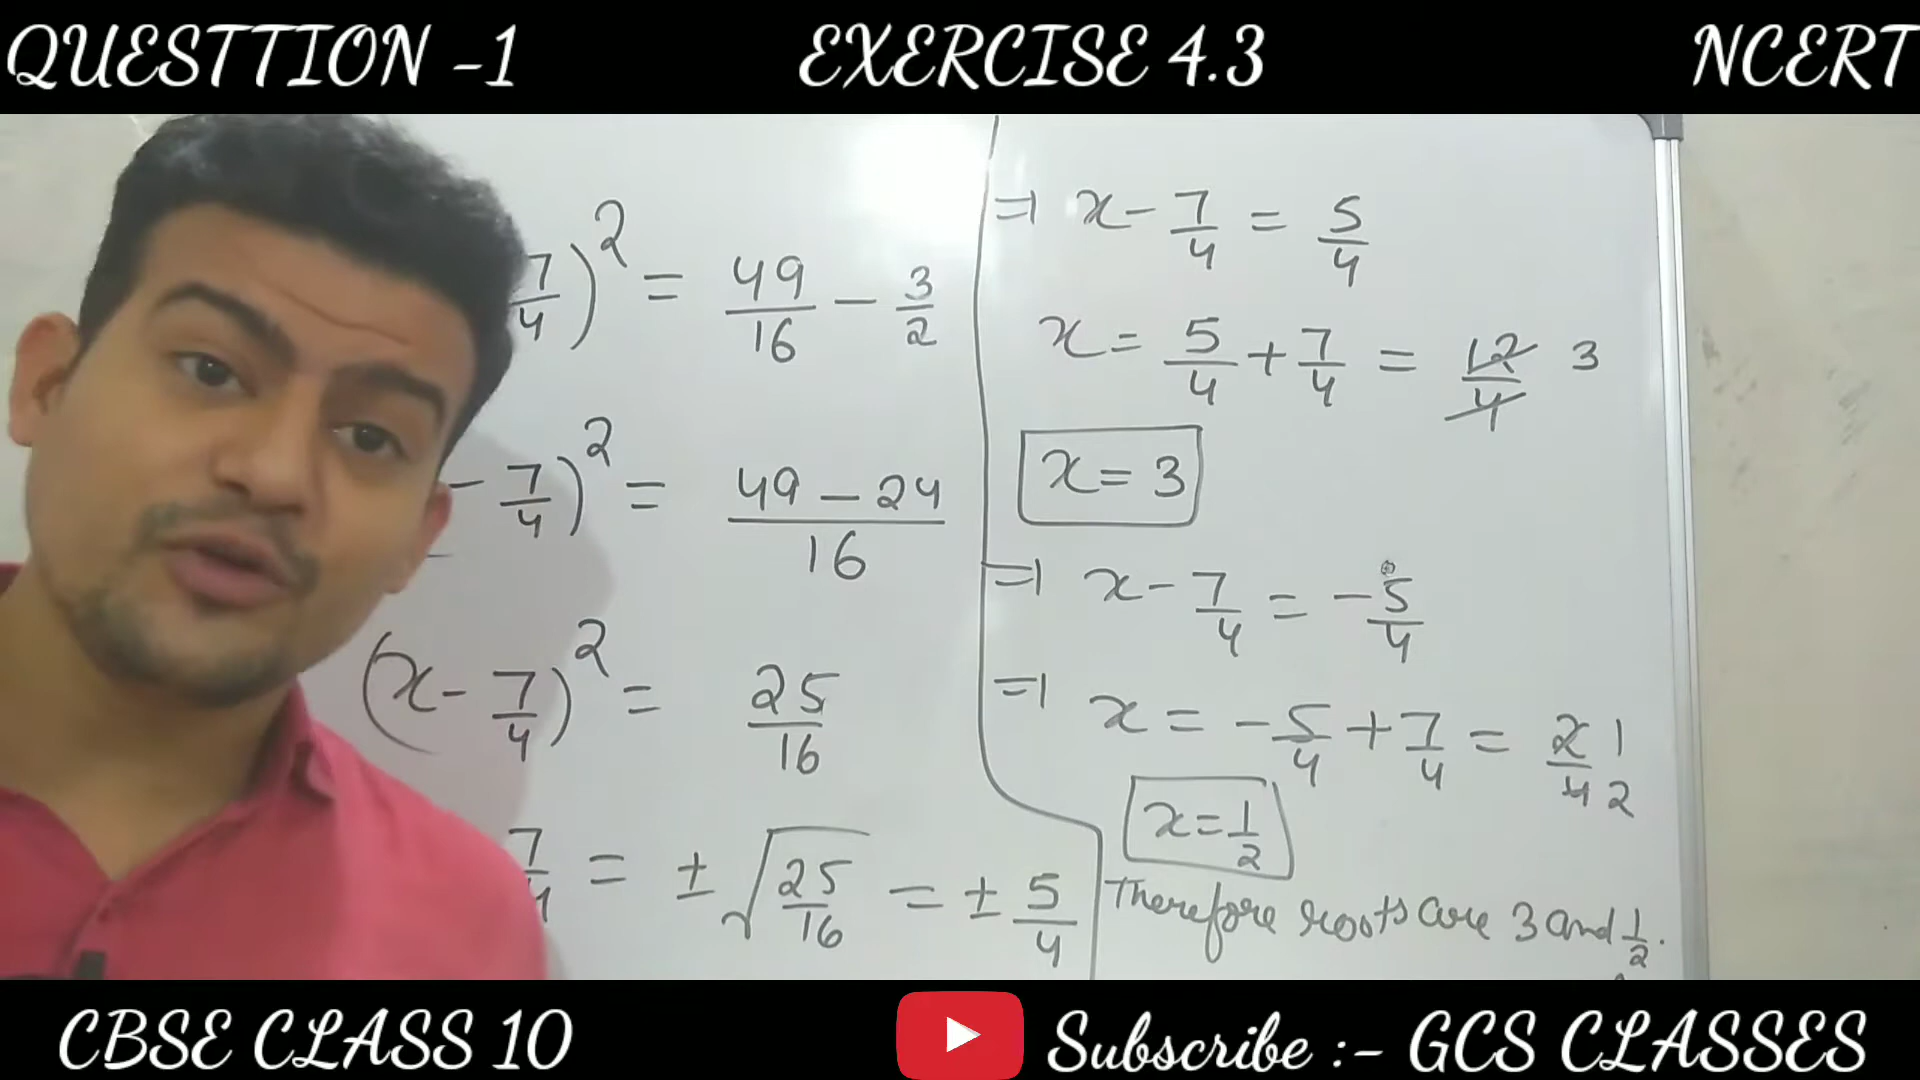 QUESTTION -1 EXERCISE 4.3 NCERT
7/4)² = 49/16 - 3/2
- 7/4)² = (49 - 24)/16
(x - 7/4)² = 25/16
7/4 = ± √(25/16) = ± 5/4
⇒ x - 7/4 = 5/4
x = 5/4 + 7/4 = 12/4 3
x = 3
⇒ x - 7/4 = - 5/4
⇒ x = - 5/4 + 7/4 = 2/4 1/2
x = 1/2
Therefore roots are 3 and 1/2.
CBSE CLASS 10 Subscribe :- GCS CLASSES